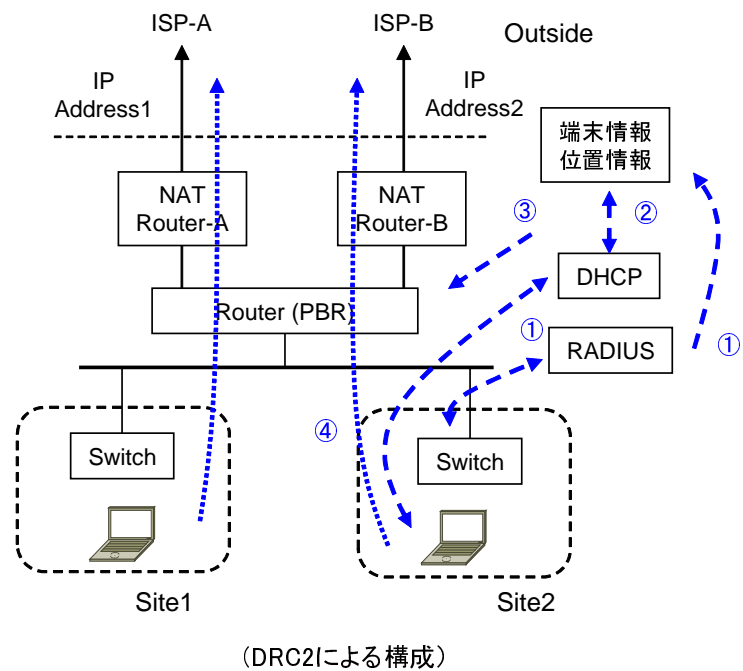 ISP-A
ISP-B
Outside
IP
Address1
IP
Address2
端末情報
位置情報
NAT
Router-A
NAT
Router-B
③
②
DHCP
Router (PBR)
①
RADIUS
①
④
Switch
Switch
Site1
Site2
(DRC2による構成)